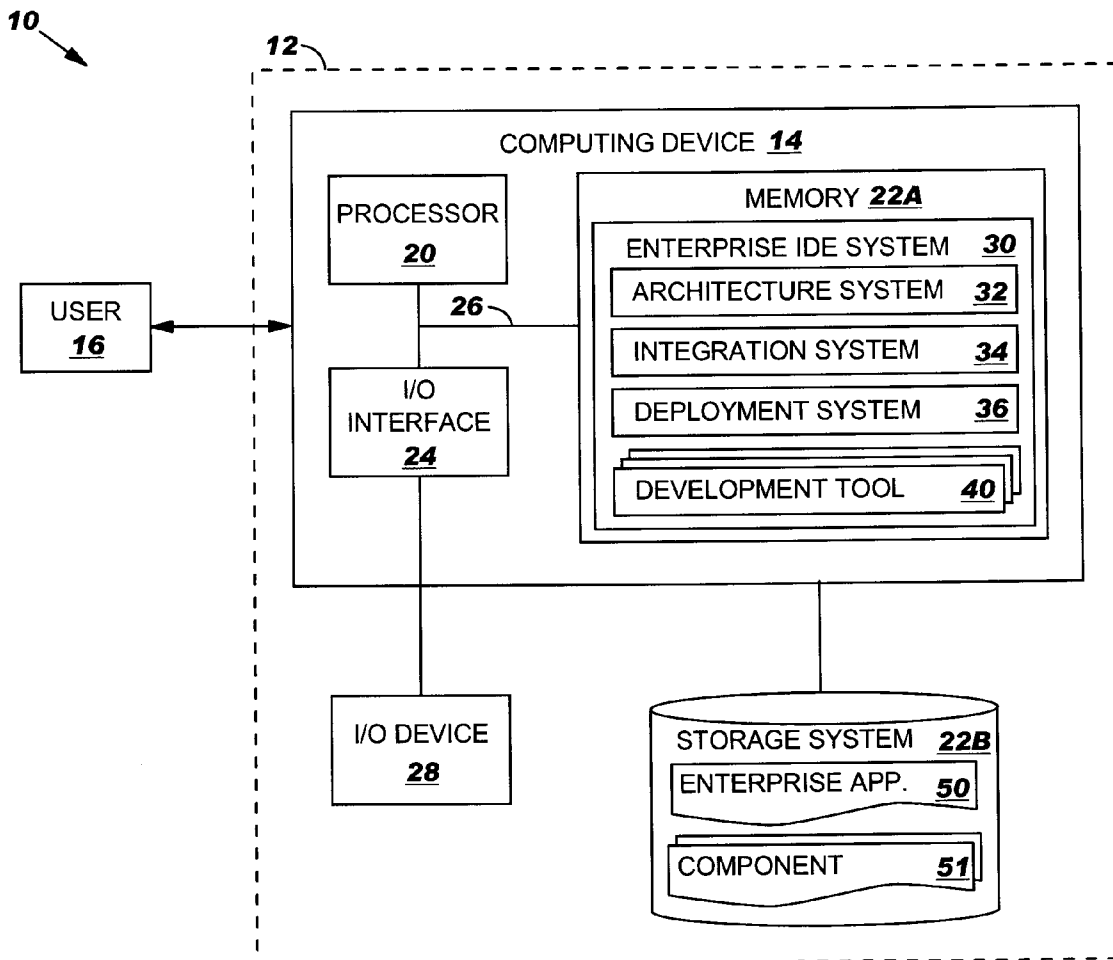 10
12
COMPUTING DEVICE 14
PROCESSOR
20
MEMORY 22A
ENTERPRISE IDE SYSTEM 30
ARCHITECTURE SYSTEM 32
26
USER
16
INTEGRATION SYSTEM 34
I/O
INTERFACE
24
DEPLOYMENT SYSTEM 36
DEVELOPMENT TOOL 40
I/O DEVICE
28
STORAGE SYSTEM 22B
ENTERPRISE APP. 50
COMPONENT 51